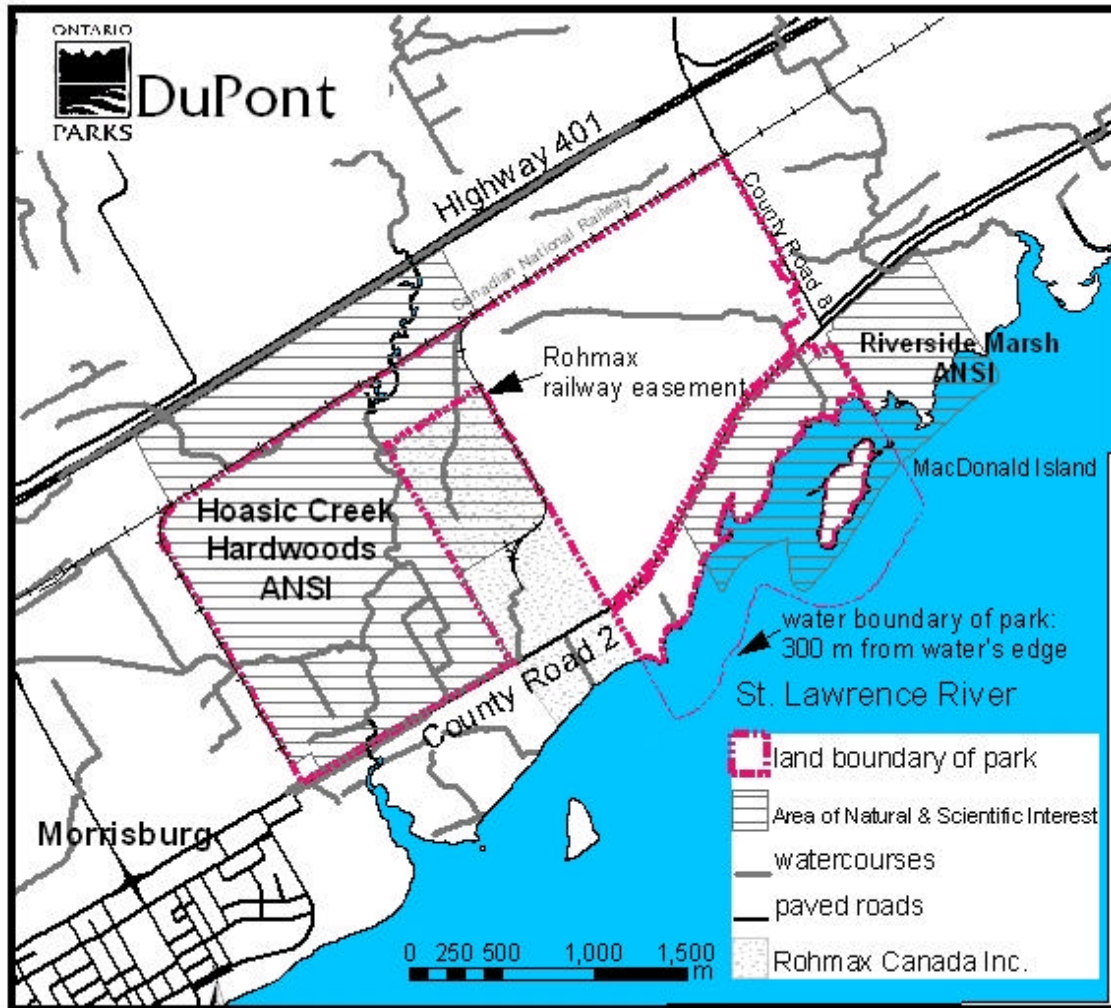 ONTARIO
PARKS
DuPont
Highway 401
Canadian National Railway
County Road 8
Rohmax
railway easement
Riverside Marsh
ANSI
MacDonald Island
Hoasic Creek
Hardwoods
ANSI
water boundary of park:
300 m from water's edge
County Road 2
St. Lawrence River
land boundary of park
Area of Natural & Scientific Interest
watercourses
paved roads
Rohmax Canada Inc.
Morrisburg
0 250 500 1,000 1,500
m